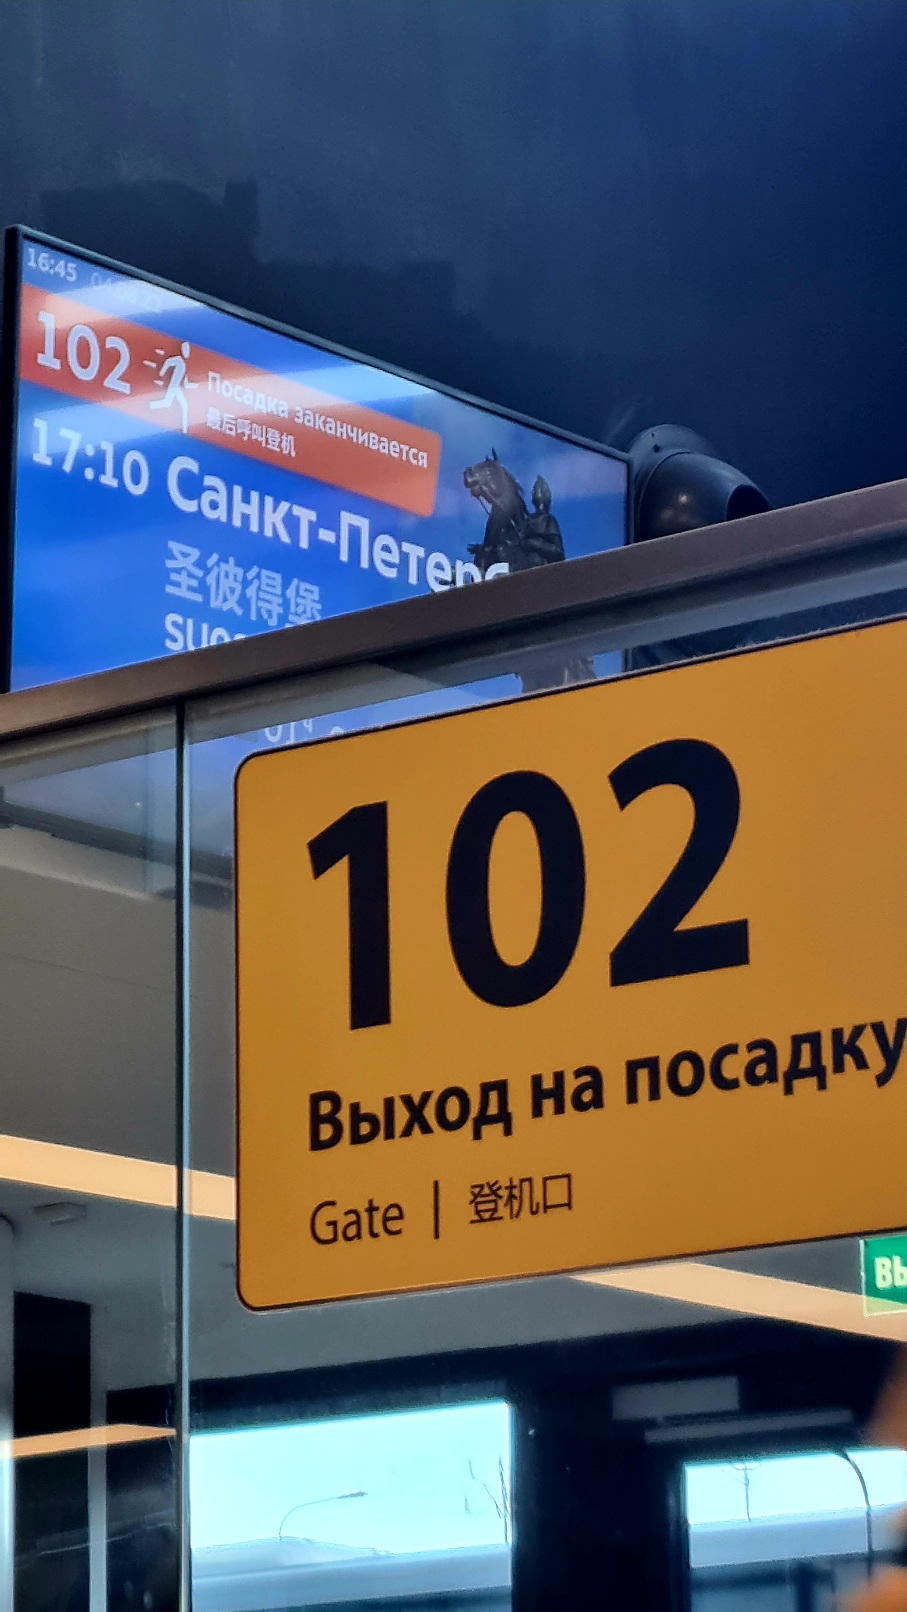 16:45
102
Посадка заканчивается
最后呼叫登机
17:10
Санкт-Петер
圣彼得堡
102
Выход на посадку
Gate | 登机口